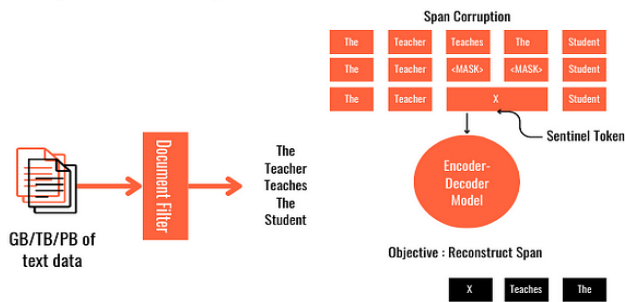 Span Corruption
The Teacher Teaches The Student
The Teacher <MASK> <MASK> Student
The Teacher X Student
Sentinel Token
Encoder-
Decoder
Model
Objective : Reconstruct Span
X Teaches The
GB/TB/PB of
text data
Document Filter
The
Teacher
Teaches
The
Student